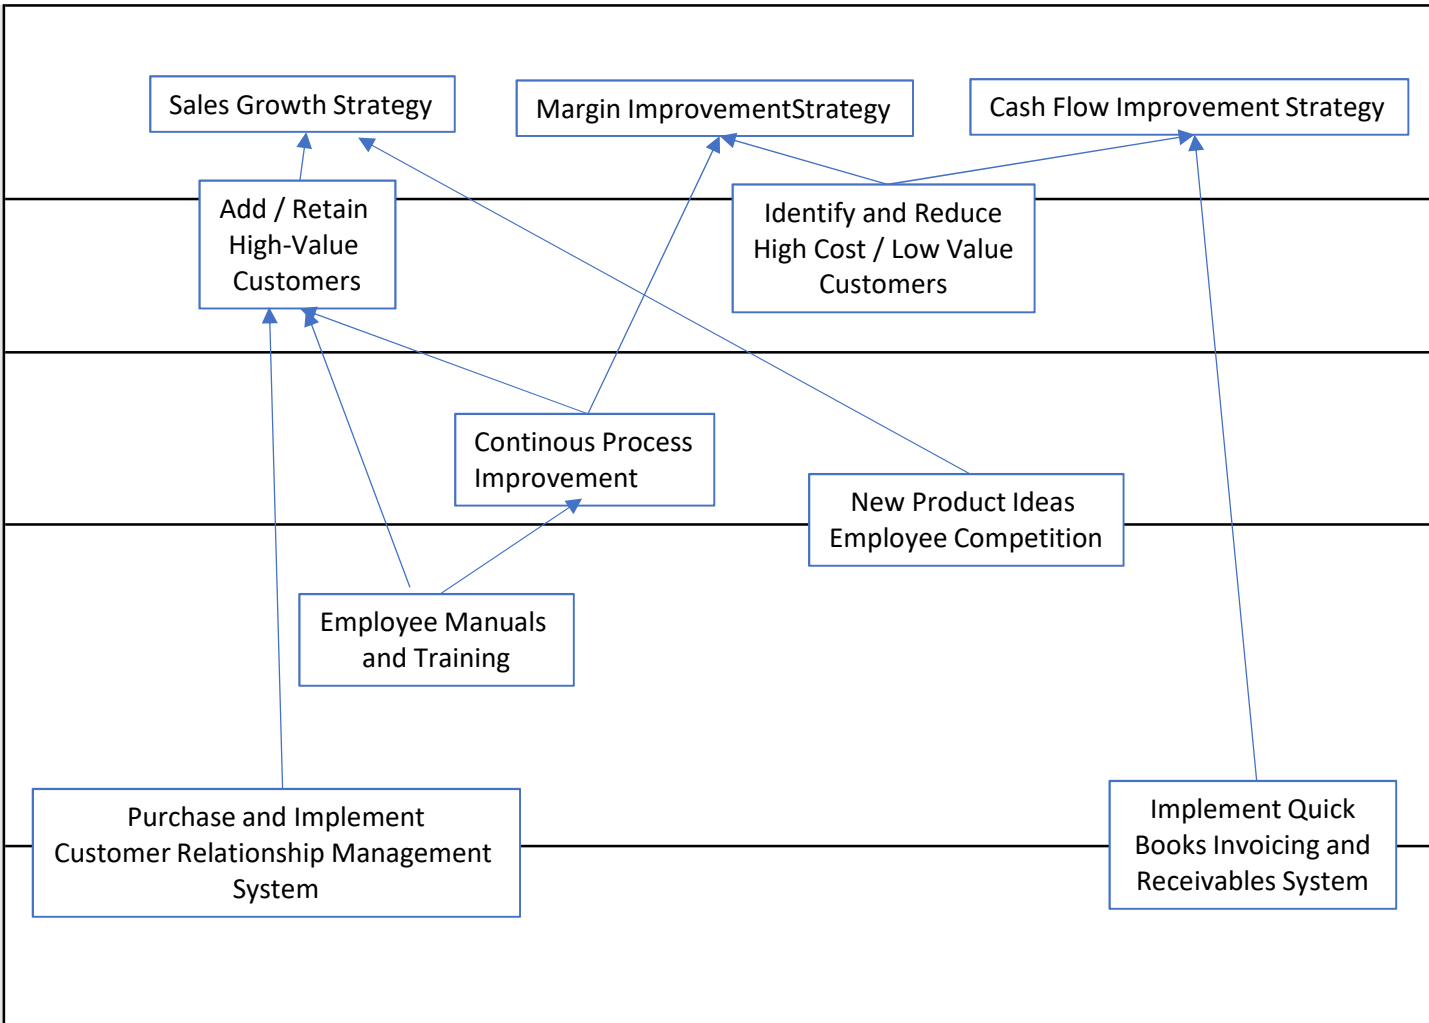 Sales Growth Strategy
Margin ImprovementStrategy
Cash Flow Improvement Strategy
Add / Retain
High-Value
Customers
Identify and Reduce
High Cost / Low Value
Customers
Continous Process
Improvement
New Product Ideas
Employee Competition
Employee Manuals
and Training
Purchase and Implement
Customer Relationship Management
System
Implement Quick
Books Invoicing and
Receivables System